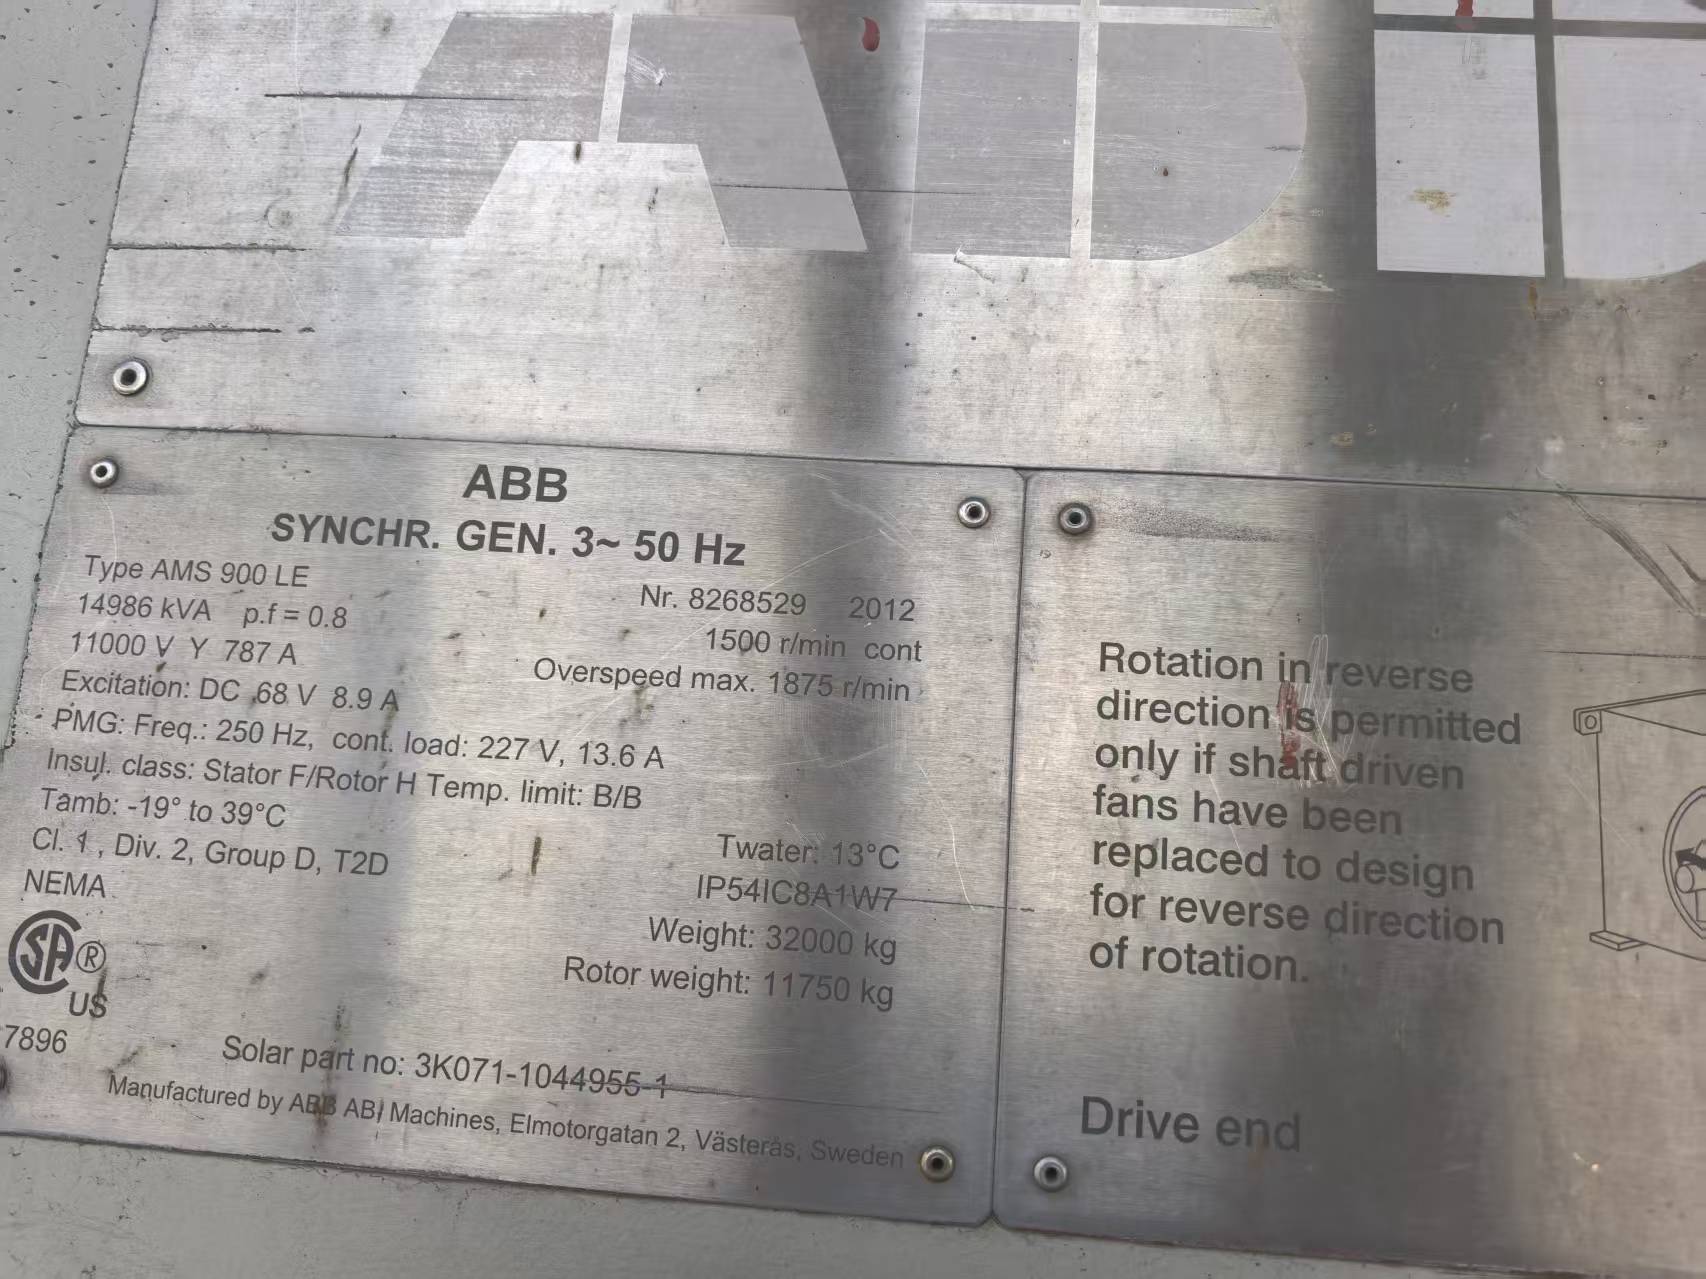 ABB
ABB
SYNCHR. GEN. 3~ 50 Hz
Type AMS 900 LE
Nr. 8268529 2012
14986 kVA p.f = 0.8
1500 r/min cont
11000 V Y 787 A
Overspeed max. 1875 r/min
Excitation: DC 68 V 8.9 A
PMG: Freq.: 250 Hz, cont. load: 227 V, 13.6 A
Insul. class: Stator F/Rotor H Temp. limit: B/B
Tamb: -19° to 39°C
Twater: 13°C
Cl. 1, Div. 2, Group D, T2D
IP54IC8A1W7
NEMA
Weight: 32000 kg
Rotor weight: 11750 kg
SA®
US
7896
Solar part no: 3K071-1044955-1
Manufactured by ABB AB/ Machines, Elmotorgatan 2, Västerås, Sweden
Rotation in reverse
direction is permitted
only if shaft driven
fans have been
replaced to design
for reverse direction
of rotation.
Drive end